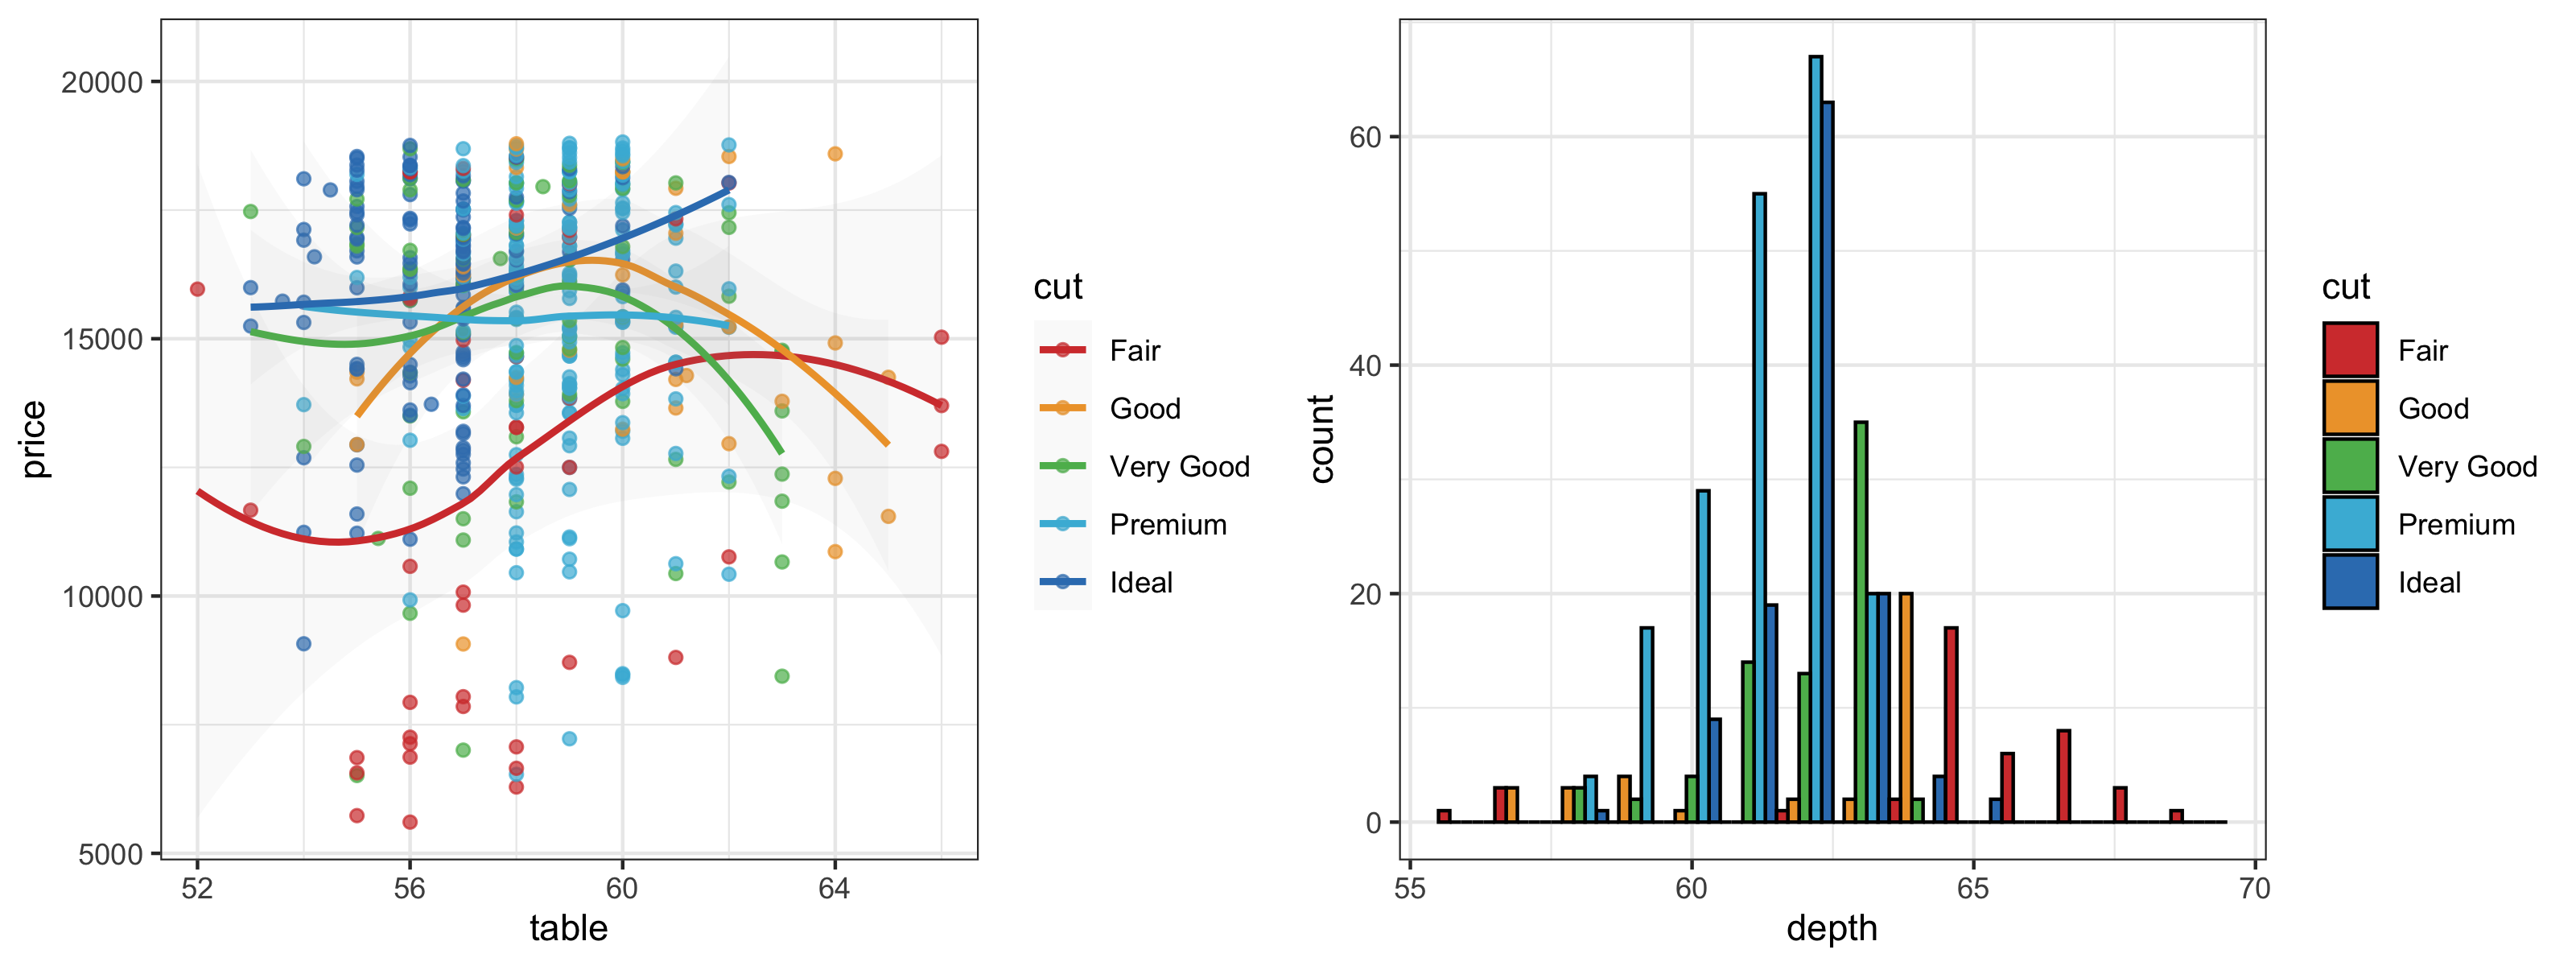 price
20000
15000
10000
5000
52 56 60 64
table
cut
Fair
Good
Very Good
Premium
Ideal
count
60
40
20
0
55 60 65 70
depth
cut
Fair
Good
Very Good
Premium
Ideal